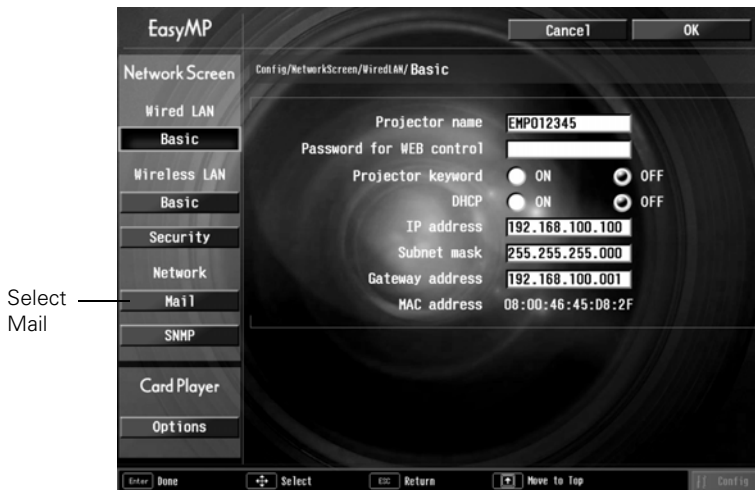 EasyMP
Cancel
OK
Network Screen
Config/NetworkScreen/WiredLAN/Basic
Wired LAN
Basic
Wireless LAN
Basic
Security
Network
Mail
SNMP
Card Player
Options
Projector name EMP012345
Password for WEB control
Projector keyword ON OFF
DHCP ON OFF
IP address 192.168.100.100
Subnet mask 255.255.255.000
Gateway address 192.168.100.001
MAC address 08:00:46:45:D8:2F
Select
Mail
Enter Done
Select
ESC Return
Move to Top
Config